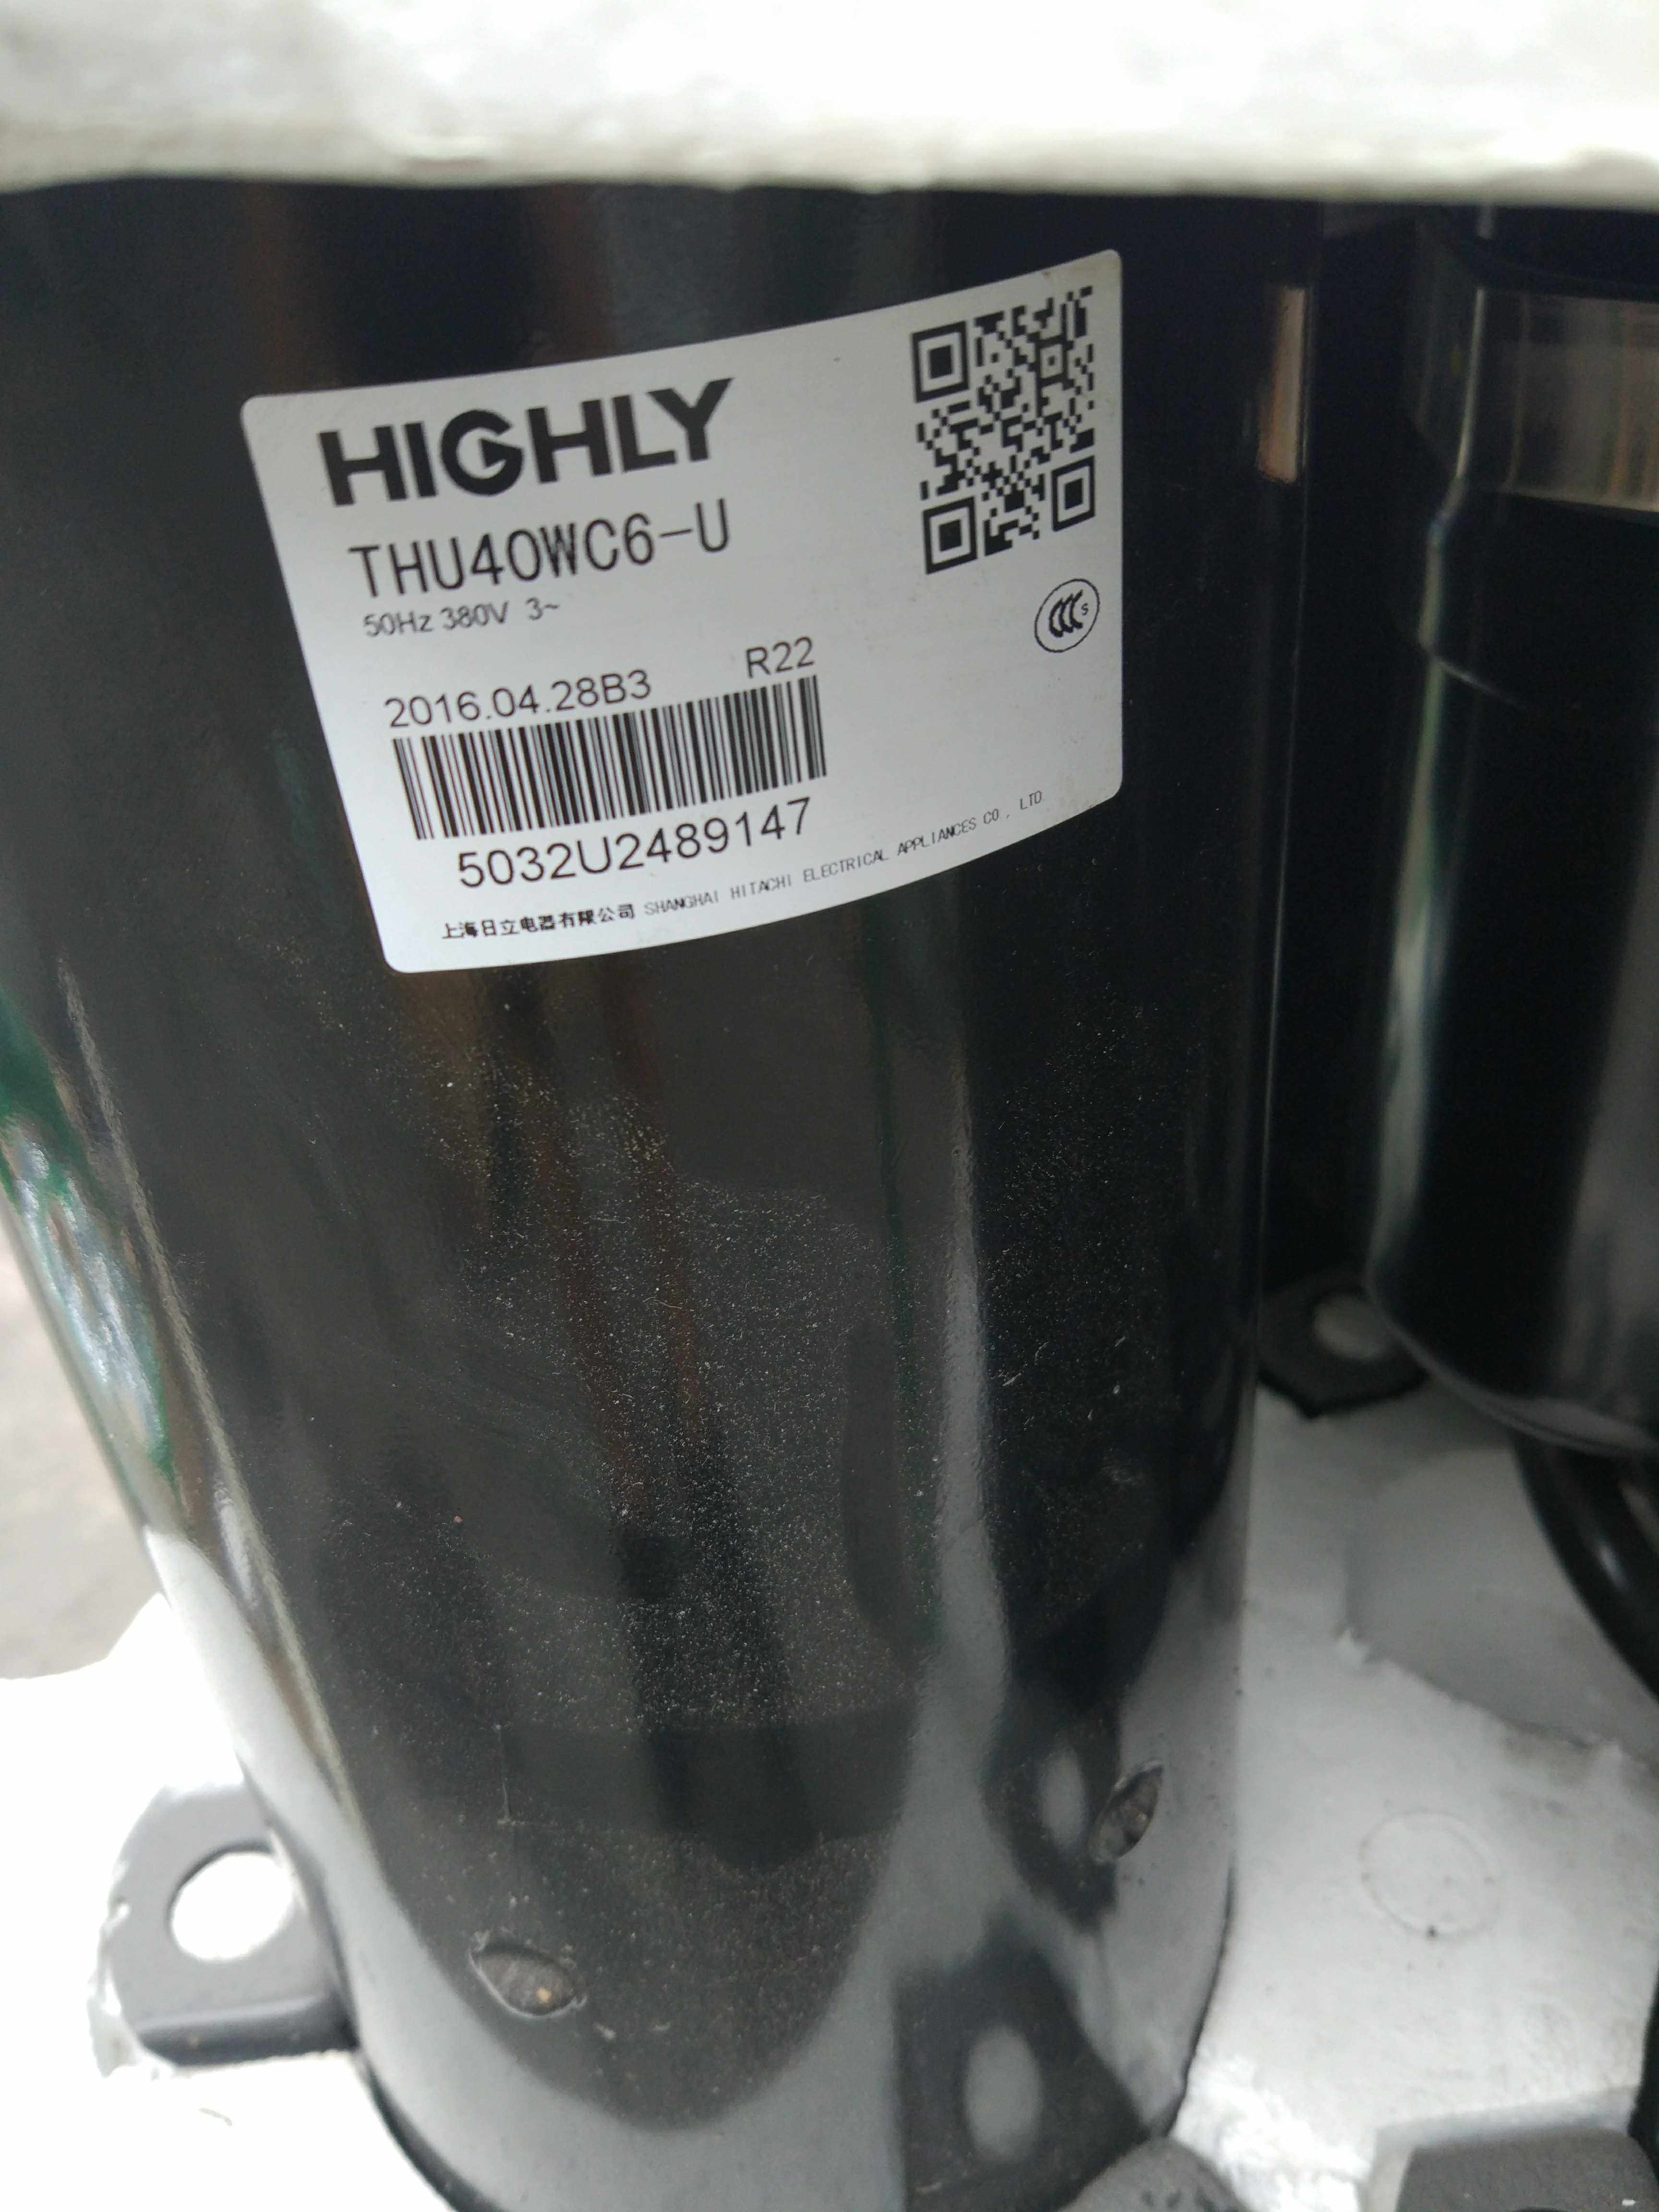 HIGHLY
THU40WC6-U
50Hz 380V 3~
2016.04.28B3 R22
CCC S
5032U2489147
上海日立电器有限公司 SHANGHAI HITACHI ELECTRICAL APPLIANCES CO., LTD